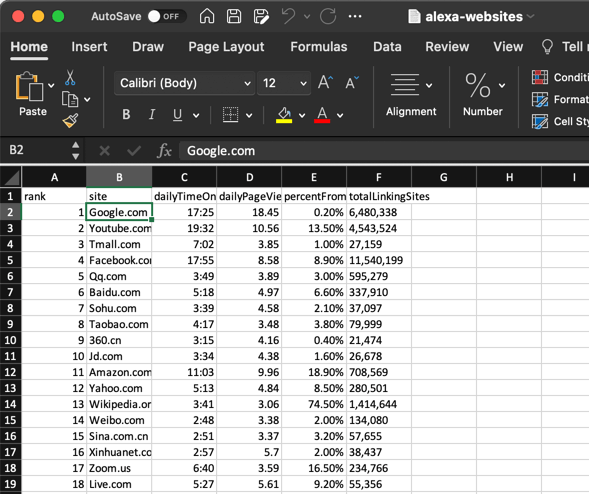 AutoSave OFF ... alexa-websites
Home Insert Draw Page Layout Formulas Data Review View Tell
Paste Calibri (Body) 12 A A Alignment % Number Conditi
B I U A Format
Cell Sty
B2 fx Google.com
A B C D E F G H I
1 rank site dailyTimeOn dailyPageVie percentFrom totalLinkingSites
2 1 Google.com 17:25 18.45 0.20% 6,480,338
3 2 Youtube.com 19:32 10.56 13.50% 4,543,524
4 3 Tmall.com 7:02 3.85 1.00% 27,159
5 4 Facebook.co 17:55 8.58 8.90% 11,540,199
6 5 Qq.com 3:49 3.89 3.00% 595,279
7 6 Baidu.com 5:18 4.97 6.60% 337,910
8 7 Sohu.com 3:39 4.58 2.10% 37,097
9 8 Taobao.com 4:17 3.48 3.80% 79,999
10 9 360.cn 3:15 4.16 0.40% 21,474
11 10 Jd.com 3:34 4.38 1.60% 26,678
12 11 Amazon.com 11:03 9.96 18.90% 708,569
13 12 Yahoo.com 5:13 4.84 8.50% 280,501
14 13 Wikipedia.or 3:41 3.06 74.50% 1,414,644
15 14 Weibo.com 2:48 3.38 2.00% 134,080
16 15 Sina.com.cn 2:51 3.37 3.20% 57,655
17 16 Xinhuanet.co 2:57 5.7 2.00% 38,437
18 17 Zoom.us 6:40 3.59 16.50% 234,766
19 18 Live.com 5:27 5.61 9.20% 55,356